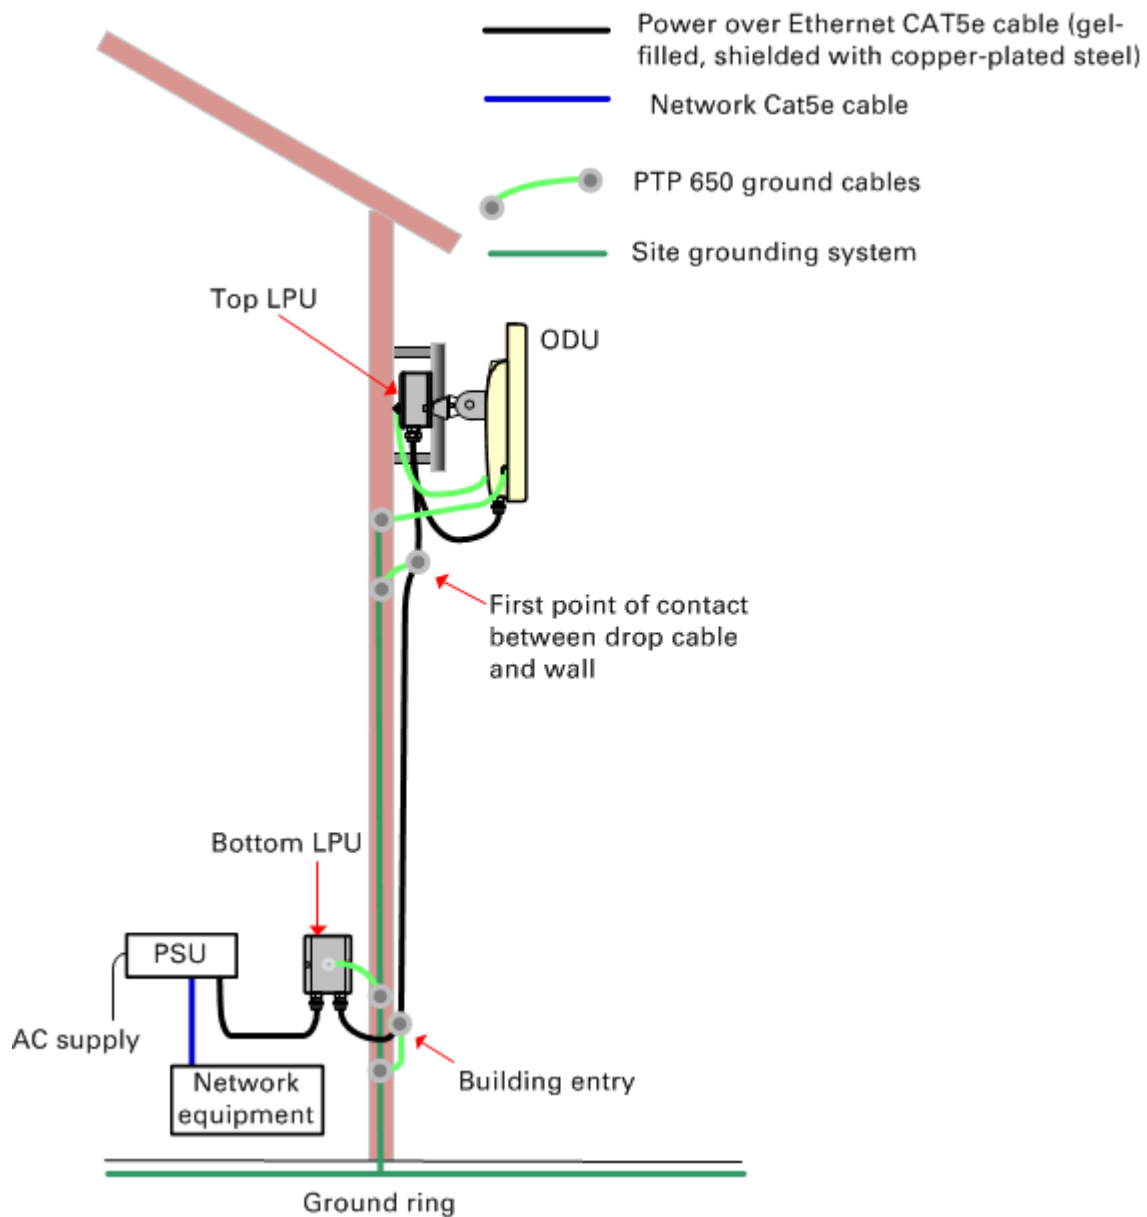 Power over Ethernet CAT5e cable (gel-
filled, shielded with copper-plated steel)
Network Cat5e cable
PTP 650 ground cables
Site grounding system
Top LPU
ODU
First point of contact
between drop cable
and wall
Bottom LPU
PSU
AC supply
Network
equipment
Building entry
Ground ring